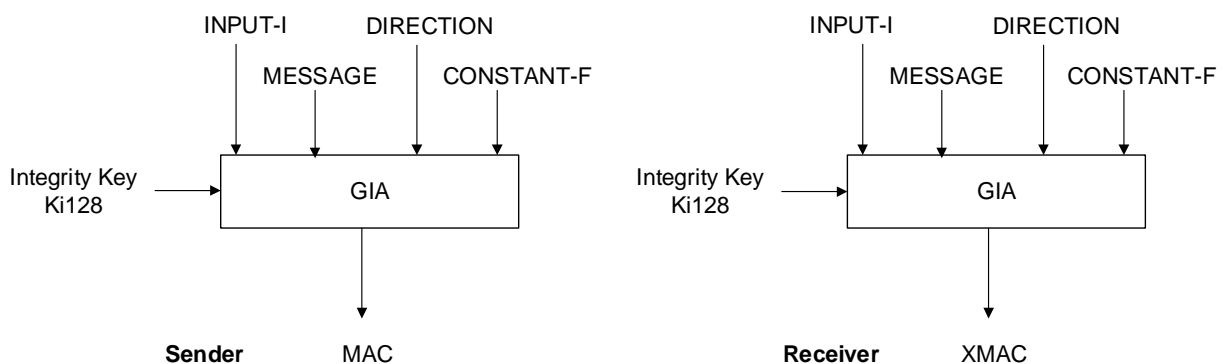 INPUT-I DIRECTION INPUT-I DIRECTION
MESSAGE CONSTANT-F MESSAGE CONSTANT-F
Integrity Key GIA Integrity Key GIA
Ki128 Ki128
Sender MAC Receiver XMAC